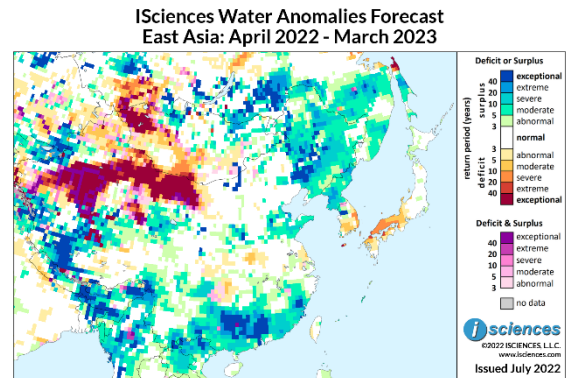 ISciences Water Anomalies Forecast
East Asia: April 2022 - March 2023
Deficit or Surplus
return period (years)
surplus
40 exceptional
20 extreme
10 severe
5 moderate
3 abnormal
normal
deficit
3 abnormal
5 moderate
10 severe
20 extreme
40 exceptional
Deficit & Surplus
40 exceptional
20 extreme
10 severe
5 moderate
3 abnormal
no data
isciences
©2022 ISCIENCES, L.L.C.
www.isciences.com
Issued July 2022